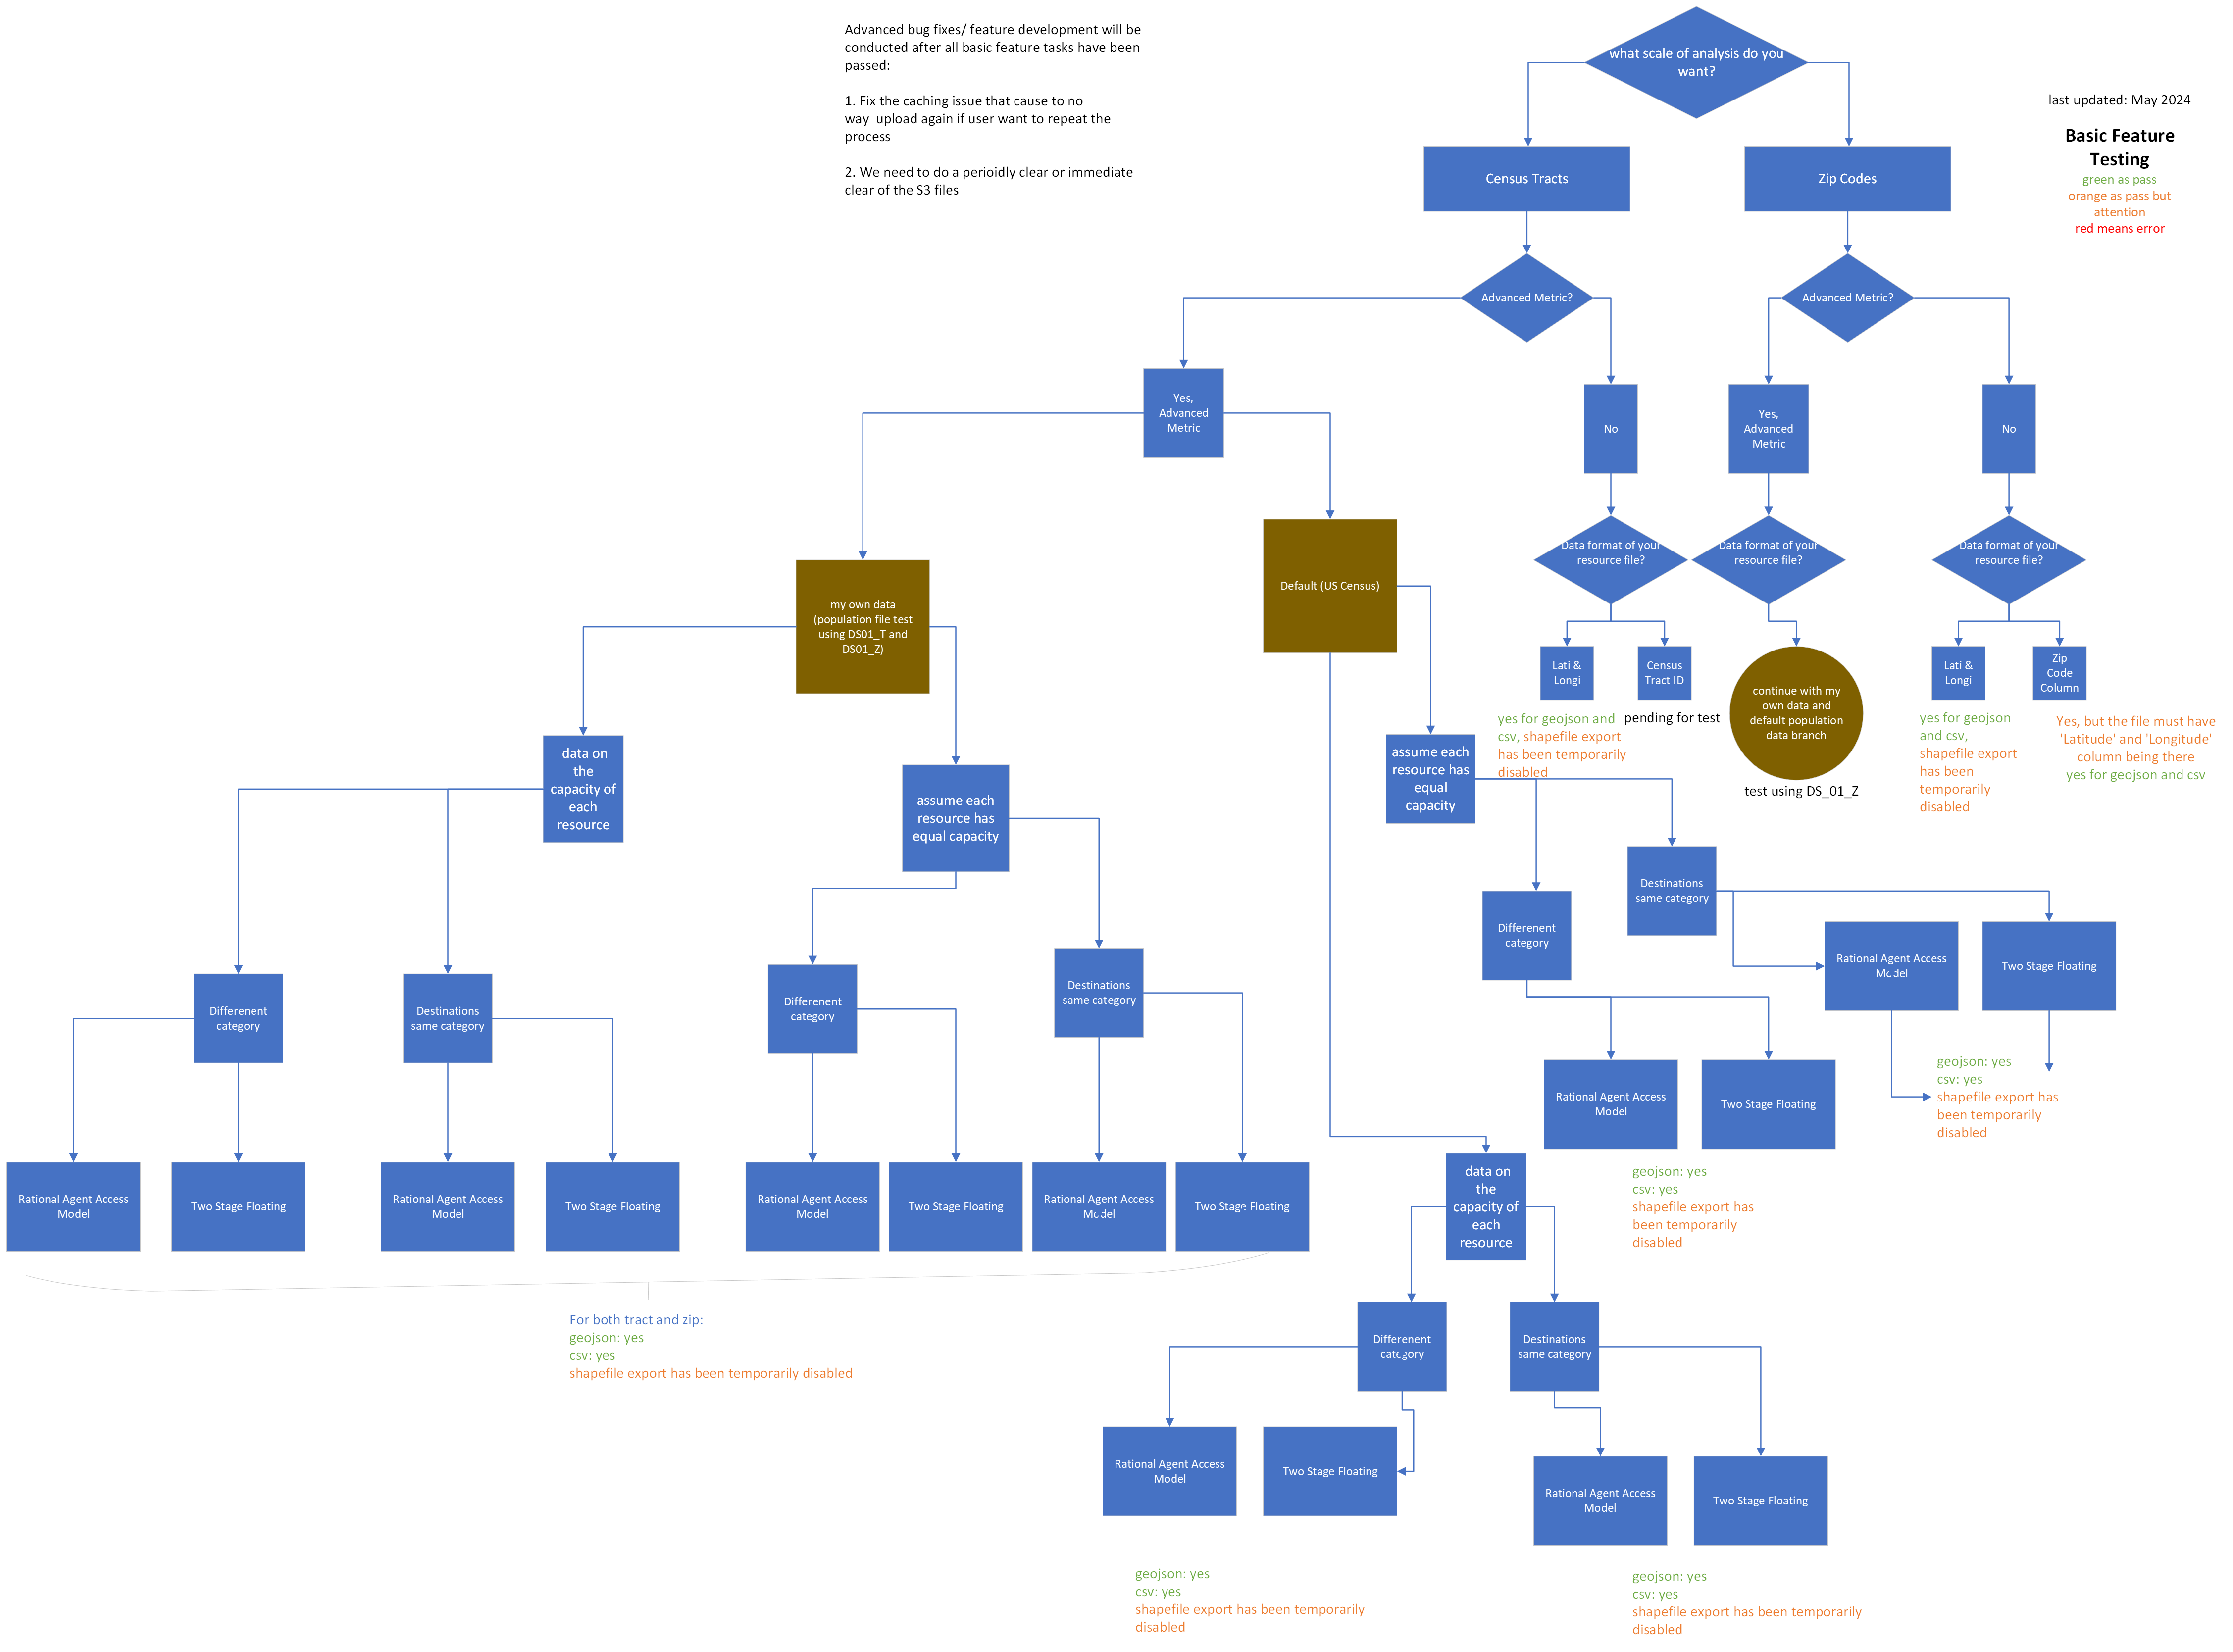 Advanced bug fixes/ feature development will be
conducted after all basic feature tasks have been
passed:
1. Fix the caching issue that cause to no
way  upload again if user want to repeat the
process
2. We need to do a perioidly clear or immediate
clear of the S3 files
what scale of analysis do you
want?
last updated: May 2024
Basic Feature
Testing
green as pass
orange as pass but
attention
red means error
Census Tracts
Zip Codes
Advanced Metric?
Advanced Metric?
Yes,
Advanced
Metric
No
Yes,
Advanced
Metric
No
my own data
(population file test
using DS01_T and
DS01_Z)
Default (US Census)
Data format of your
resource file?
Data format of your
resource file?
Data format of your
resource file?
Lati &
Longi
Census
Tract ID
continue with my
own data and
default population
data branch
Lati &
Longi
Zip
Code
Column
yes for geojson and
csv, shapefile export
has been temporarily
disabled
pending for test
test using DS_01_Z
yes for geojson
and csv,
shapefile export
has been
temporarily
disabled
Yes, but the file must have
'Latitude' and 'Longitude'
column being there
yes for geojson and csv
data on
the
capacity of
each
resource
assume each
resource has
equal capacity
assume each
resource has
equal
capacity
Differenent
category
Destinations
same category
Rational Agent Access
Model
Two Stage Floating
Differenent
category
Destinations
same category
Differenent
category
Destinations
same category
Rational Agent Access
Model
Two Stage Floating
geojson: yes
csv: yes
shapefile export has
been temporarily
disabled
Rational Agent Access
Model
Two Stage Floating
Rational Agent Access
Model
Two Stage Floating
Rational Agent Access
Model
Two Stage Floating
Rational Agent Access
Model
Two Stage Floating
data on
the
capacity of
each
resource
geojson: yes
csv: yes
shapefile export has
been temporarily
disabled
For both tract and zip:
geojson: yes
csv: yes
shapefile export has been temporarily disabled
Differenent
category
Destinations
same category
Rational Agent Access
Model
Two Stage Floating
Rational Agent Access
Model
Two Stage Floating
geojson: yes
csv: yes
shapefile export has been temporarily
disabled
geojson: yes
csv: yes
shapefile export has been temporarily
disabled